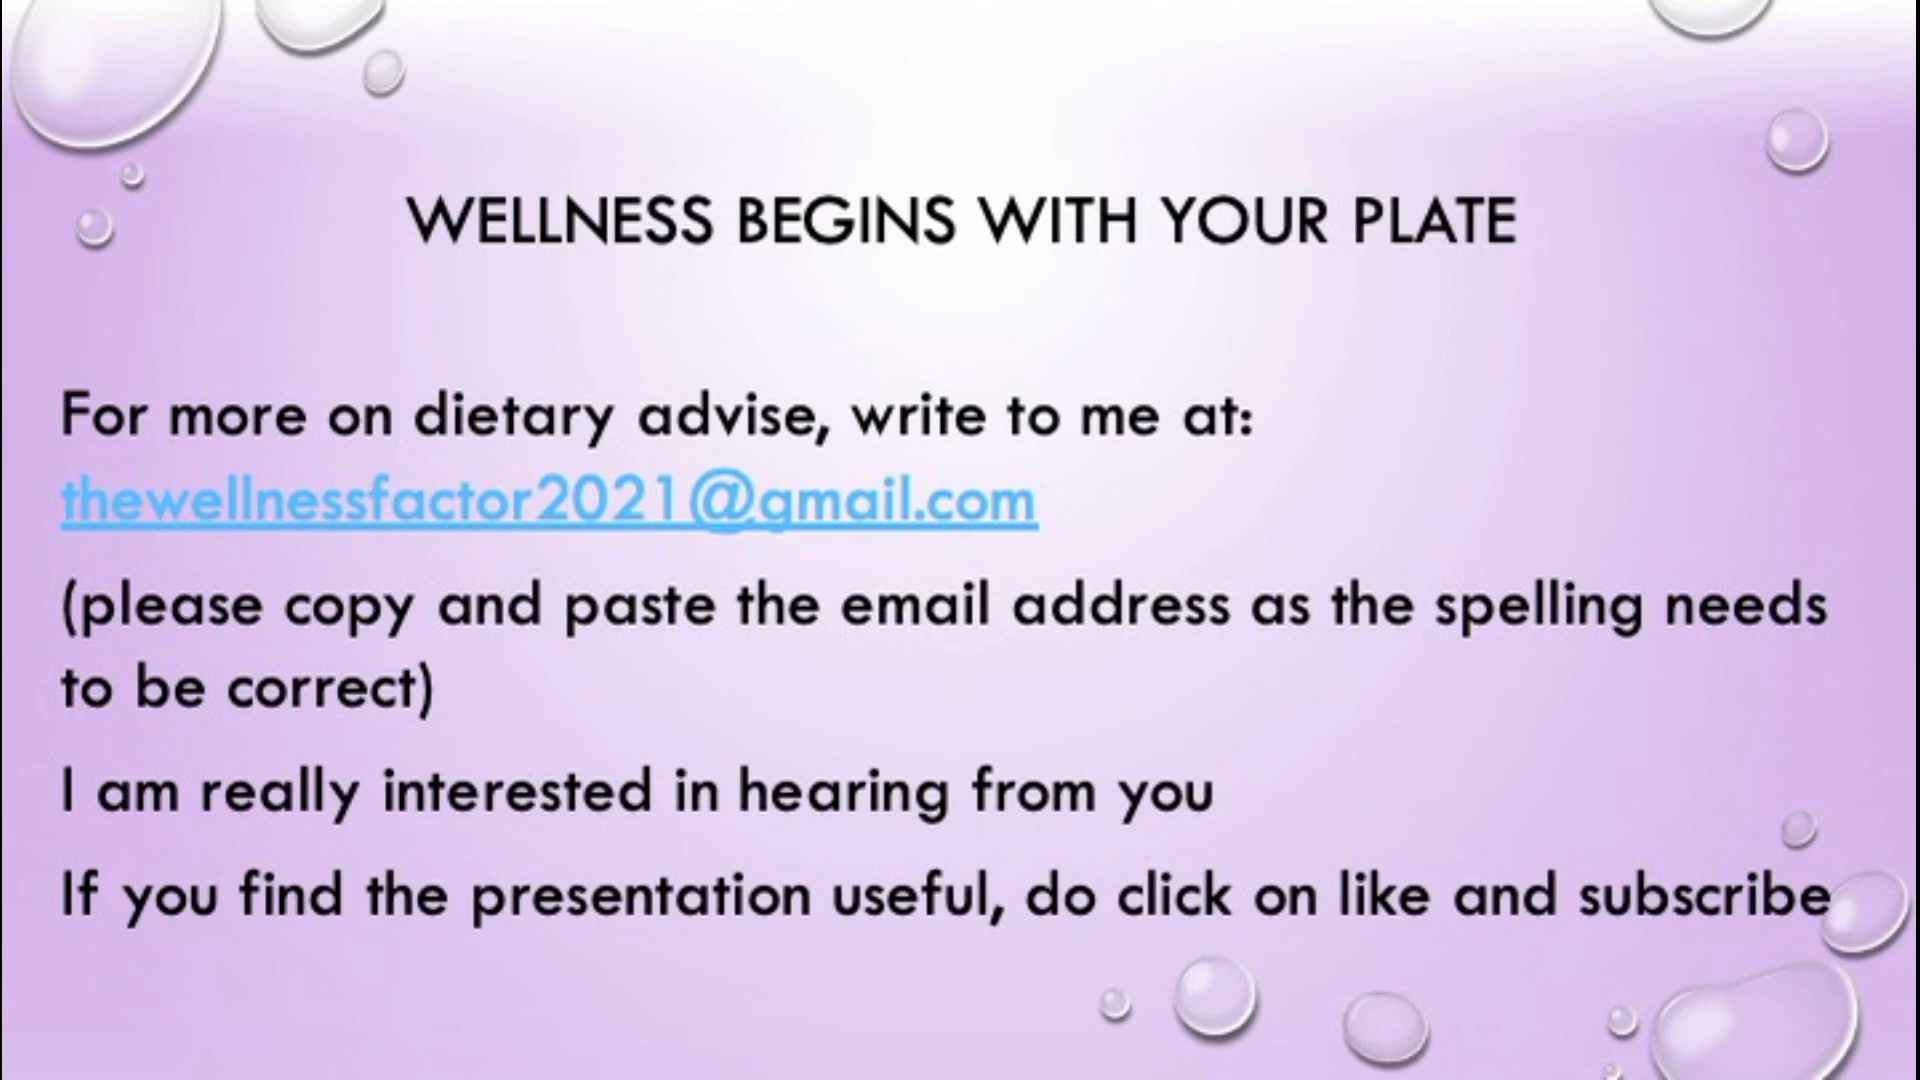 WELLNESS BEGINS WITH YOUR PLATE
For more on dietary advise, write to me at:
thewellnessfactor2021@gmail.com
(please copy and paste the email address as the spelling needs
to be correct)
I am really interested in hearing from you
If you find the presentation useful, do click on like and subscribe